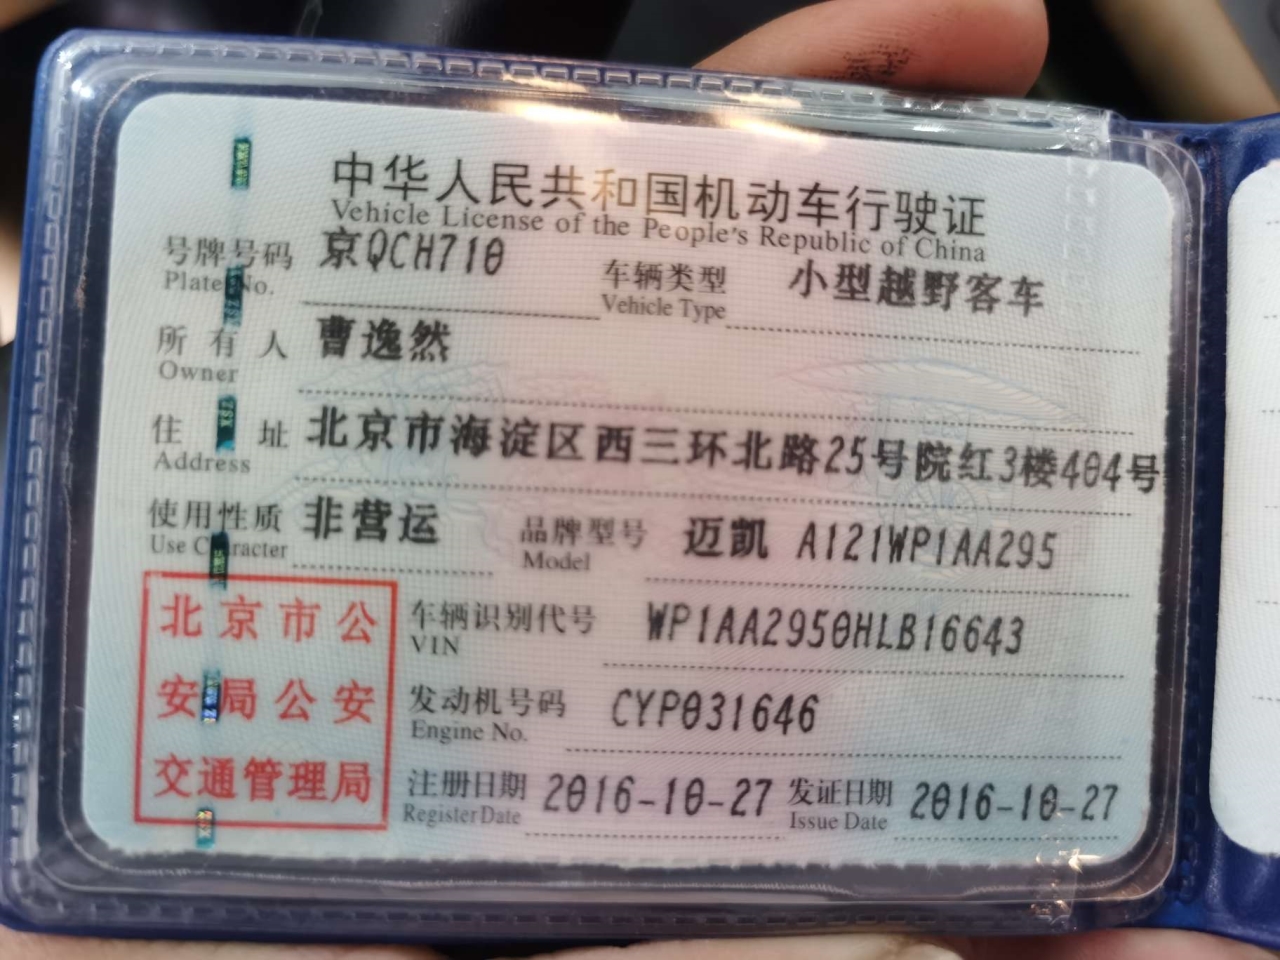 中华人民共和国机动车行驶证
Vehicle License of the People's Republic of China
号牌号码 京QCH710 车辆类型 小型越野客车
Plate No. Vehicle Type
所有人 曹逸然
Owner
住址 北京市海淀区西三环北路25号院红3楼404号
Address
使用性质 非营运 品牌型号 迈凯 A121WP1AA295
Use Character Model
车辆识别代号 WP1AA2950HLB16643
VIN
发动机号码 CYP031646
Engine No.
注册日期 2016-10-27 发证日期 2016-10-27
Register Date Issue Date
北京市公
安局公安
交通管理局